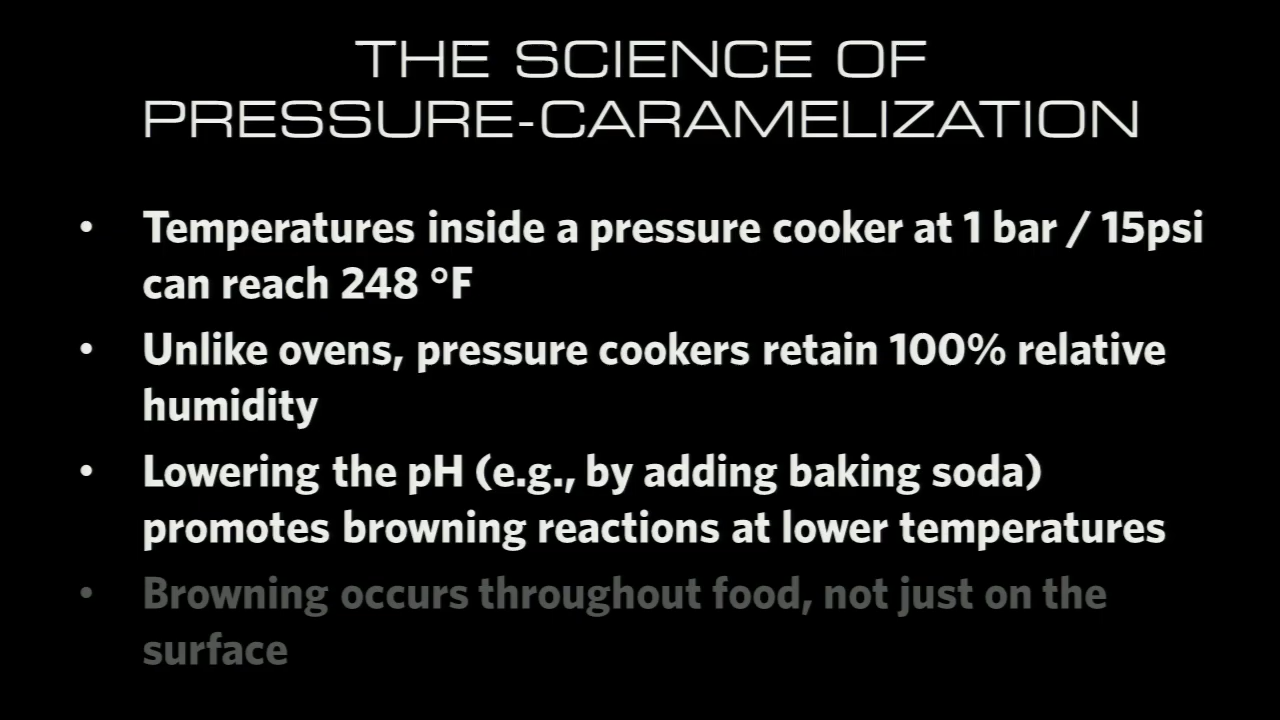 THE SCIENCE OF
PRESSURE-CARAMELIZATION
• Temperatures inside a pressure cooker at 1 bar / 15psi
can reach 248 °F
• Unlike ovens, pressure cookers retain 100% relative
humidity
• Lowering the pH (e.g., by adding baking soda)
promotes browning reactions at lower temperatures
• Browning occurs throughout food, not just on the
surface